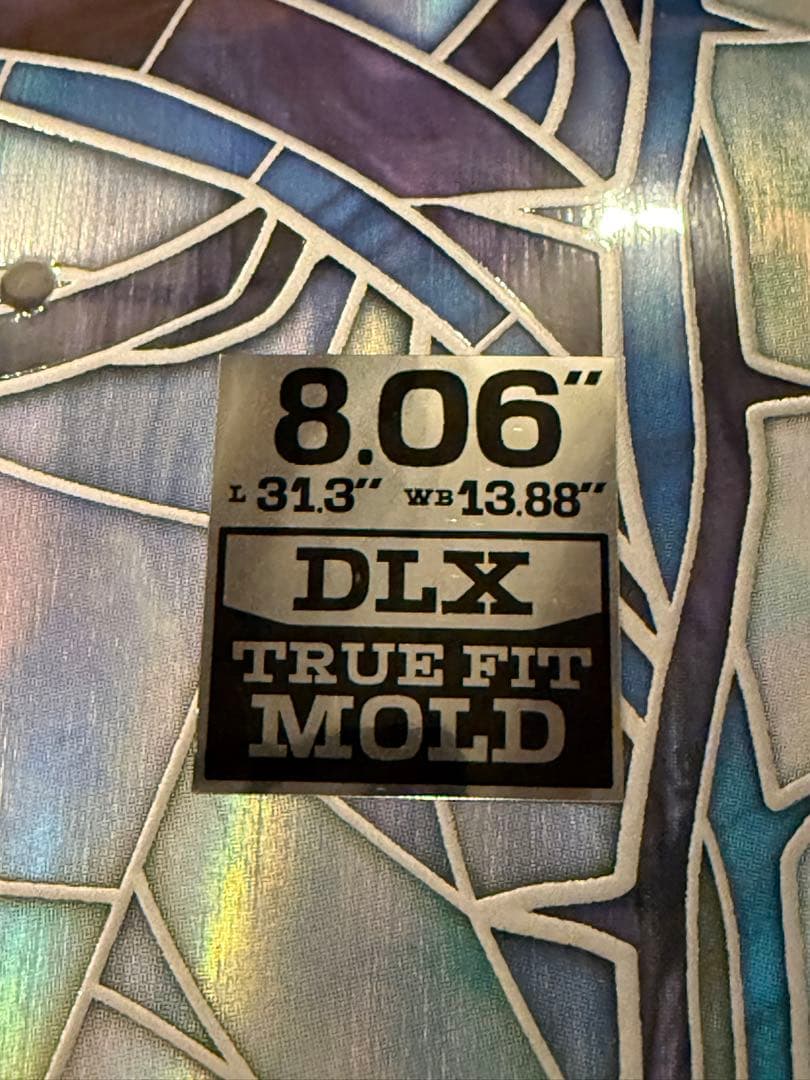 8.06"
L 31.3" WB 13.88"
DLX
TRUE FIT
MOLD